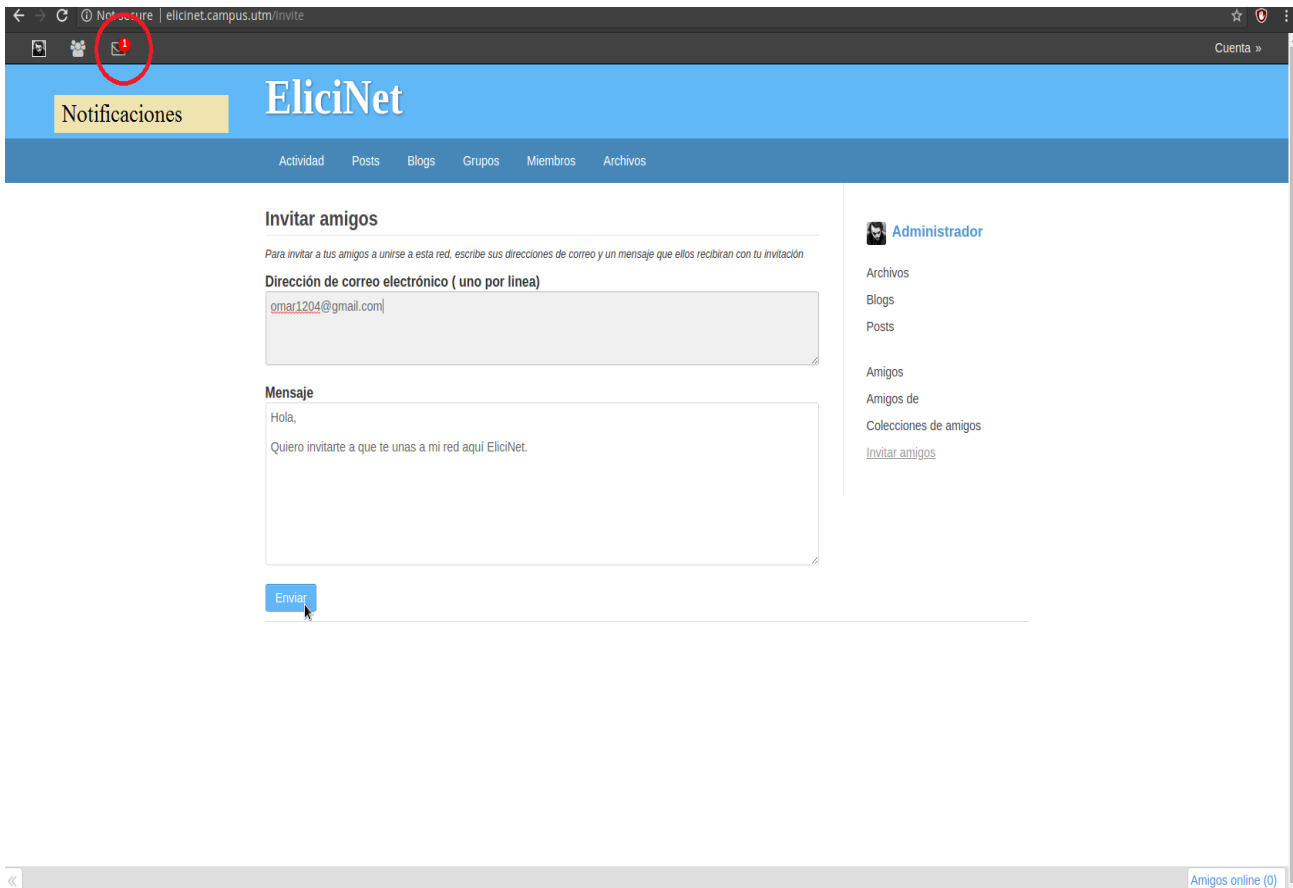 Not secure | elicinet.campus.utm/invite
1
Cuenta »
Notificaciones
EliciNet
Actividad Posts Blogs Grupos Miembros Archivos
Invitar amigos
Para invitar a tus amigos a unirse a esta red, escribe sus direcciones de correo y un mensaje que ellos recibiran con tu invitación
Dirección de correo electrónico ( uno por linea)
omar1204@gmail.com
Mensaje
Hola,
Quiero invitarte a que te unas a mi red aquí EliciNet.
Enviar
Administrador
Archivos
Blogs
Posts
Amigos
Amigos de
Colecciones de amigos
Invitar amigos
Amigos online (0)